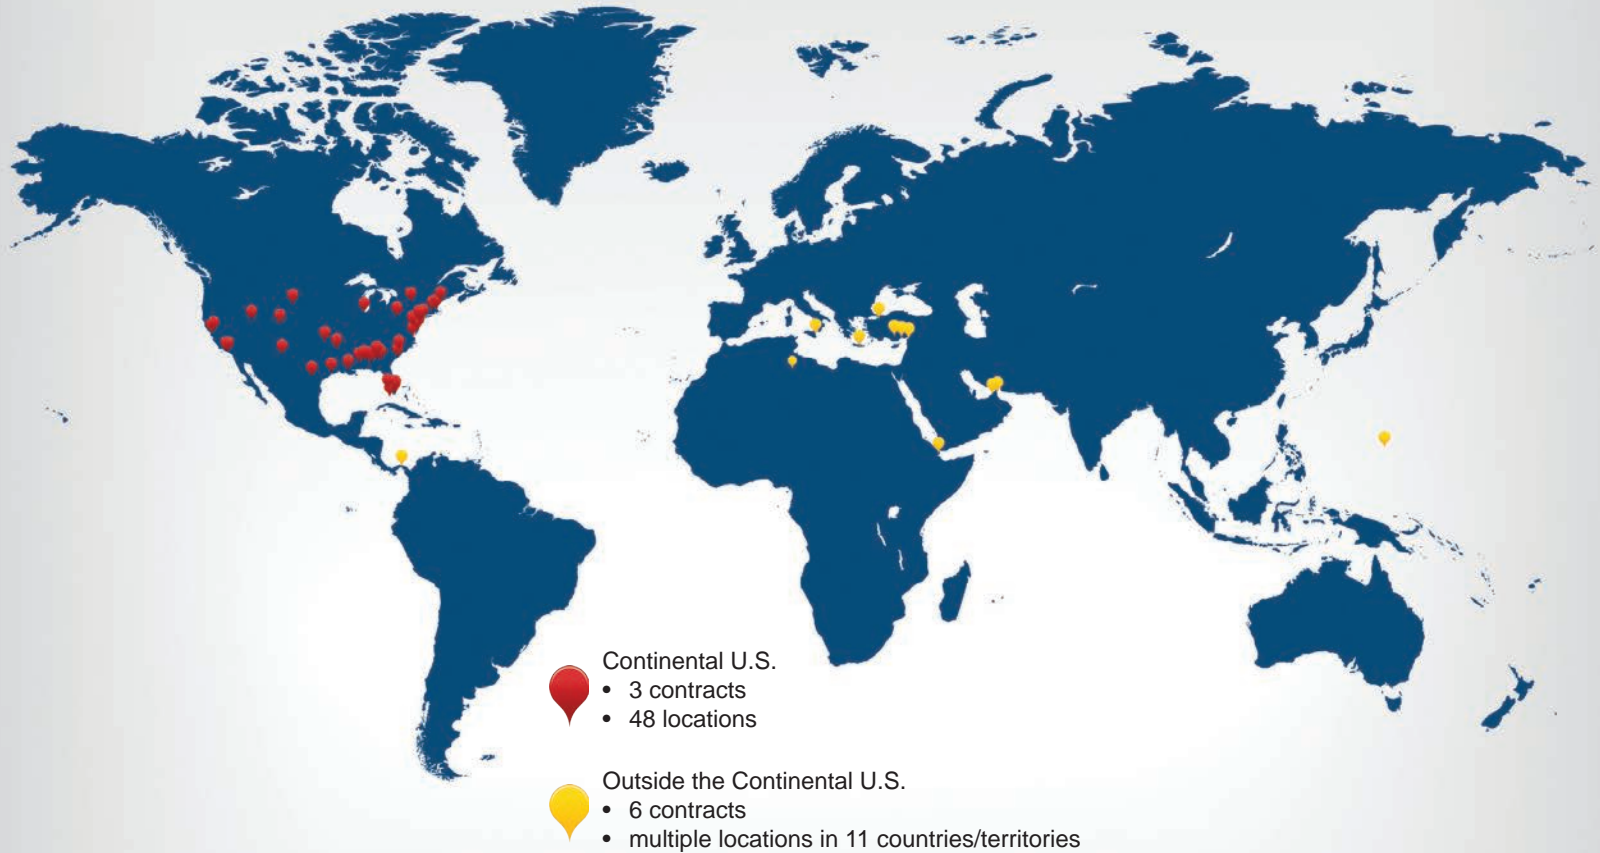 Continental U.S.
• 3 contracts
• 48 locations
Outside the Continental U.S.
• 6 contracts
• multiple locations in 11 countries/territories